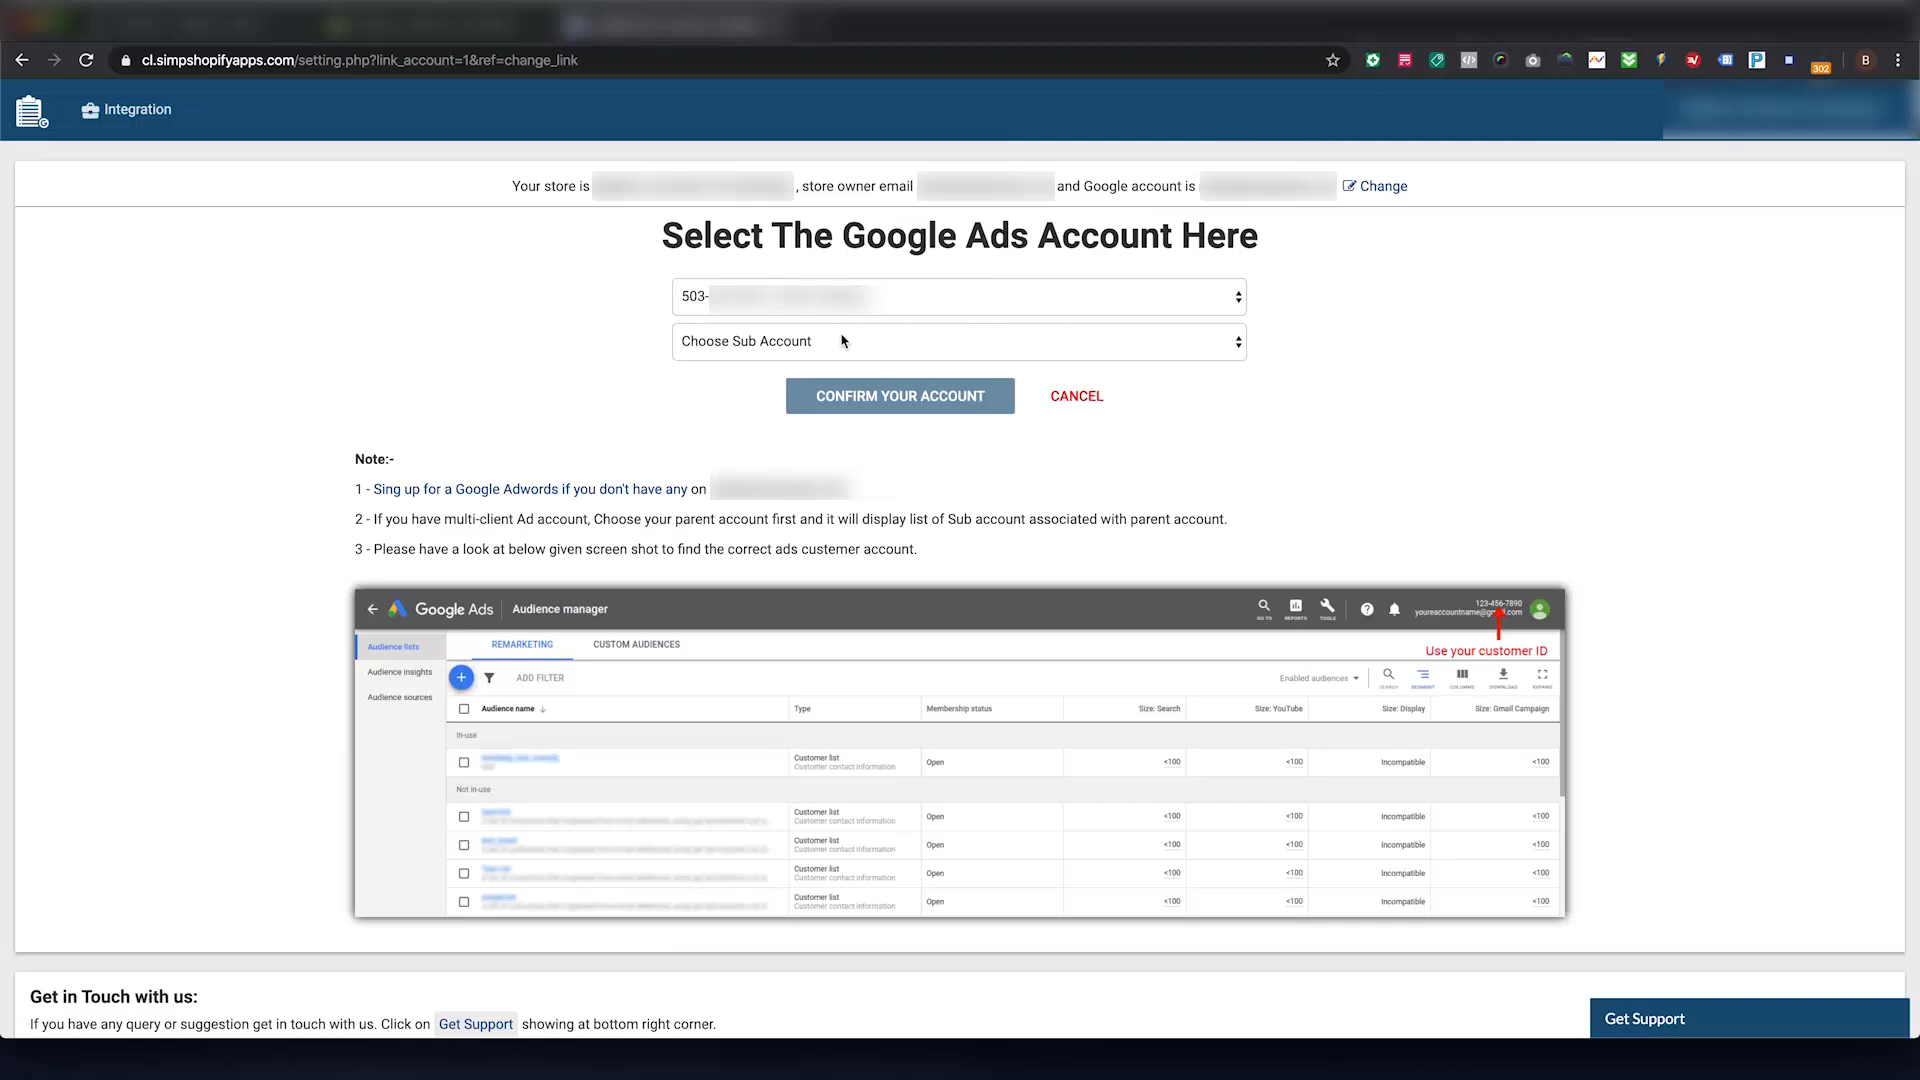 cl.simpshopifyapps.com/setting.php?link_account=1&ref=change_link
302
B
Integration
Your store is , store owner email and Google account is Change
Select The Google Ads Account Here
503-
Choose Sub Account
CONFIRM YOUR ACCOUNT CANCEL
Note:-
1 - Sing up for a Google Adwords if you don't have any on
2 - If you have multi-client Ad account, Choose your parent account first and it will display list of Sub account associated with parent account.
3 - Please have a look at below given screen shot to find the correct ads custemer account.
Google Ads Audience manager
GO TO REPORTS TOOLS
123-456-7890
Audience lists
REMARKETING CUSTOM AUDIENCES
Use your customer ID
Audience insights
Audience sources
ADD FILTER
Enabled audiences
SEARCH SEGMENT COLUMNS DOWNLOAD EXPAND
Audience name Type Membership status Size: Search Size: YouTube Size: Display Size: Gmail Campaign
In-use
Customer list
Customer contact information
Open <100 <100 Incompatible <100
Not in-use
Customer list
Customer contact information
Open <100 <100 Incompatible <100
Customer list
Customer contact information
Open <100 <100 Incompatible <100
Customer list
Customer contact information
Open <100 <100 Incompatible <100
Customer list
Customer contact information
Open <100 <100 Incompatible <100
Get in Touch with us:
If you have any query or suggestion get in touch with us. Click on Get Support showing at bottom right corner.
Get Support